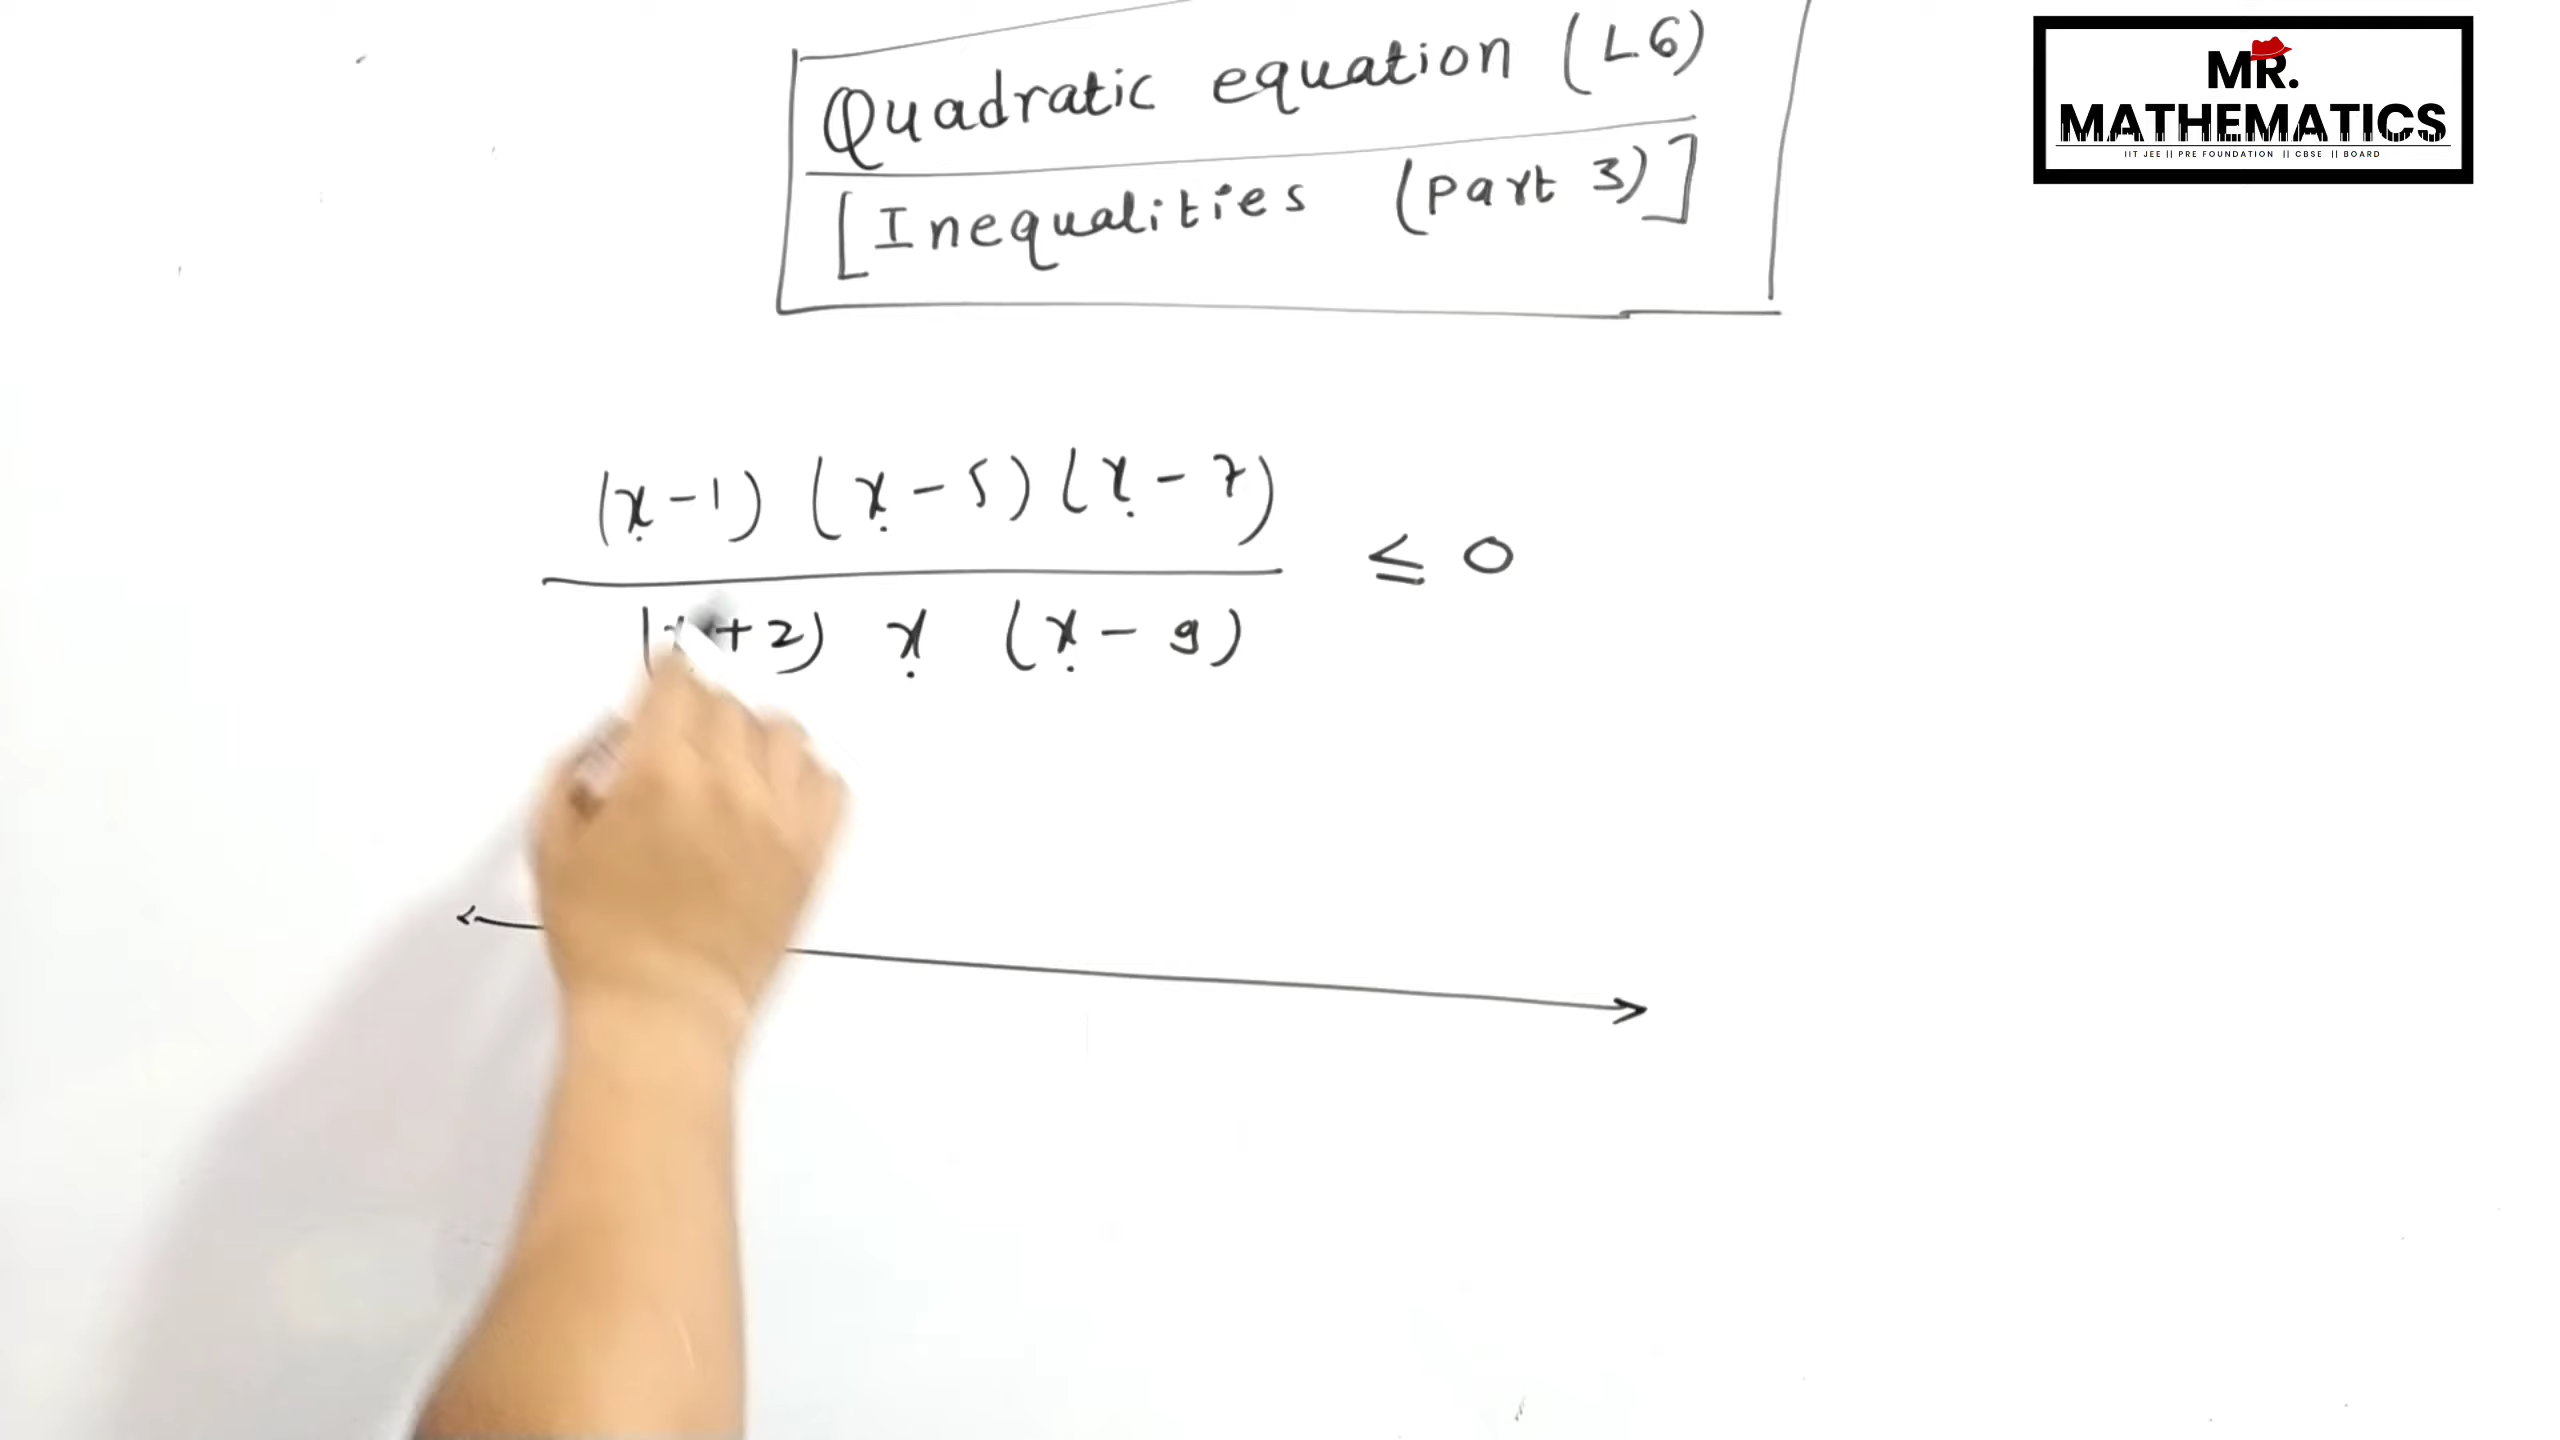 Quadratic equation (L6)
[Inequalities (part 3)]
MR.
MATHEMATICS
IIT JEE || PRE FOUNDATION || CBSE || BOARD
(x-1) (x-5) (x-7)
≤ 0
(x+2) x (x-9)